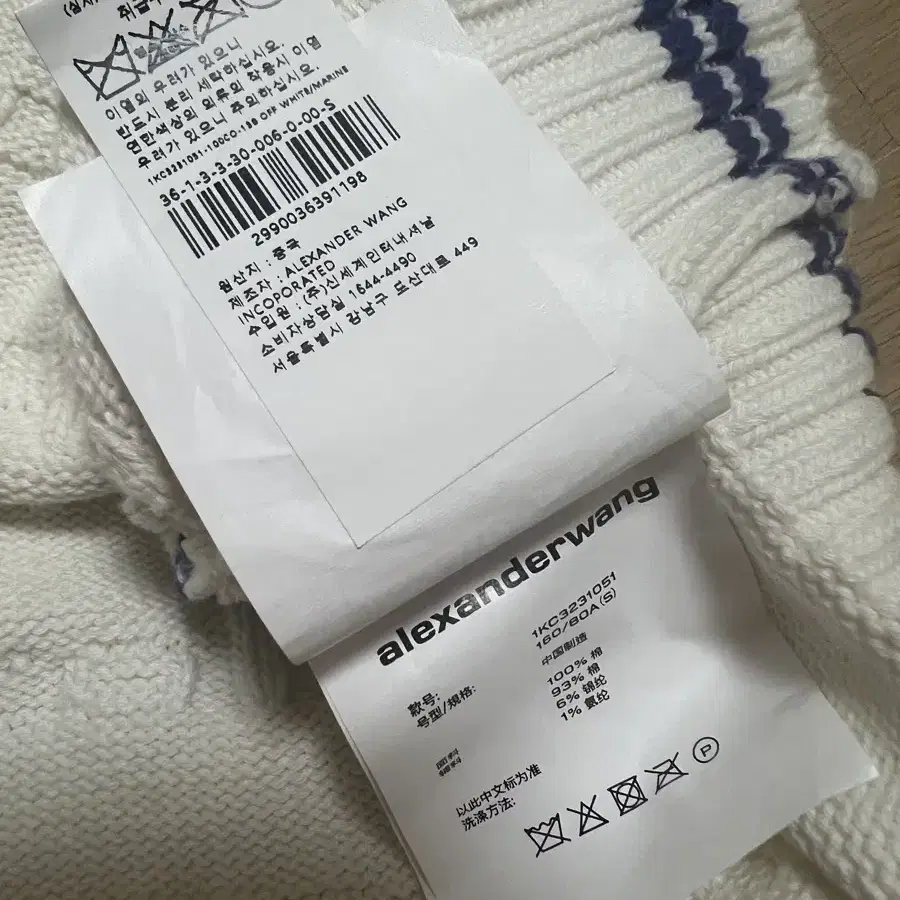 취급
이염의 우려가 있으니
반드시 분리 세탁하십시오.
연한색상의 의류의 착용시 이염
우려가 있으니 주의하십시오.
1KC3231051-100CO-189 OFF WHITE/MARINE
36-1-3-3-30-006-0-00-S
2990036391198
원산지 : 중국
제조자 : ALEXANDER WANG
INCOPORATED
수입원 : (주)신세계인터내셔날
소비자상담실 1644-4490
서울특별시 강남구 도산대로 449
alexanderwang
款号: 1KC3231051
号型/规格: 160/80A(S)
中国制造
100% 棉
93% 棉
6% 锦纶
1% 氨纶
以此中文标为准
洗涤方法:
P